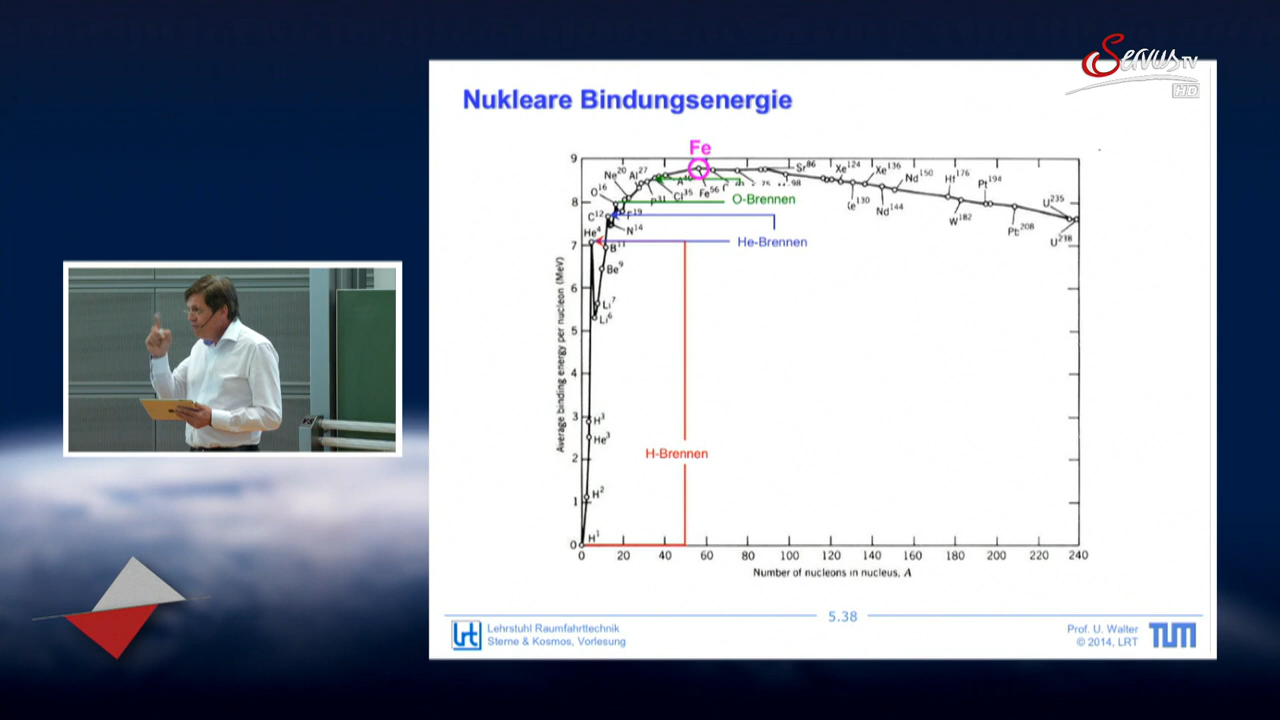 Servus TV
HD
Nukleare Bindungsenergie
Fe
9
8
7
6
5
4
3
2
1
0
Average binding energy per nucleon (MeV)
Ne20
Al27
O16
C12
He4
F19
N14
B11
Be9
Li7
Li6
H3
He3
H2
H1
P31
Cl35
A40
Fe56
Sr86
Xe124
Xe136
Nd150
Nd144
Hf176
W182
Pt194
Pt208
U235
U238
O-Brennen
He-Brennen
H-Brennen
0 20 40 60 80 100 120 140 160 180 200 220 240
Number of nucleons in nucleus, A
5.38
lrt
Lehrstuhl Raumfahrttechnik
Sterne & Kosmos, Vorlesung
Prof. U. Walter
© 2014, LRT
TUM